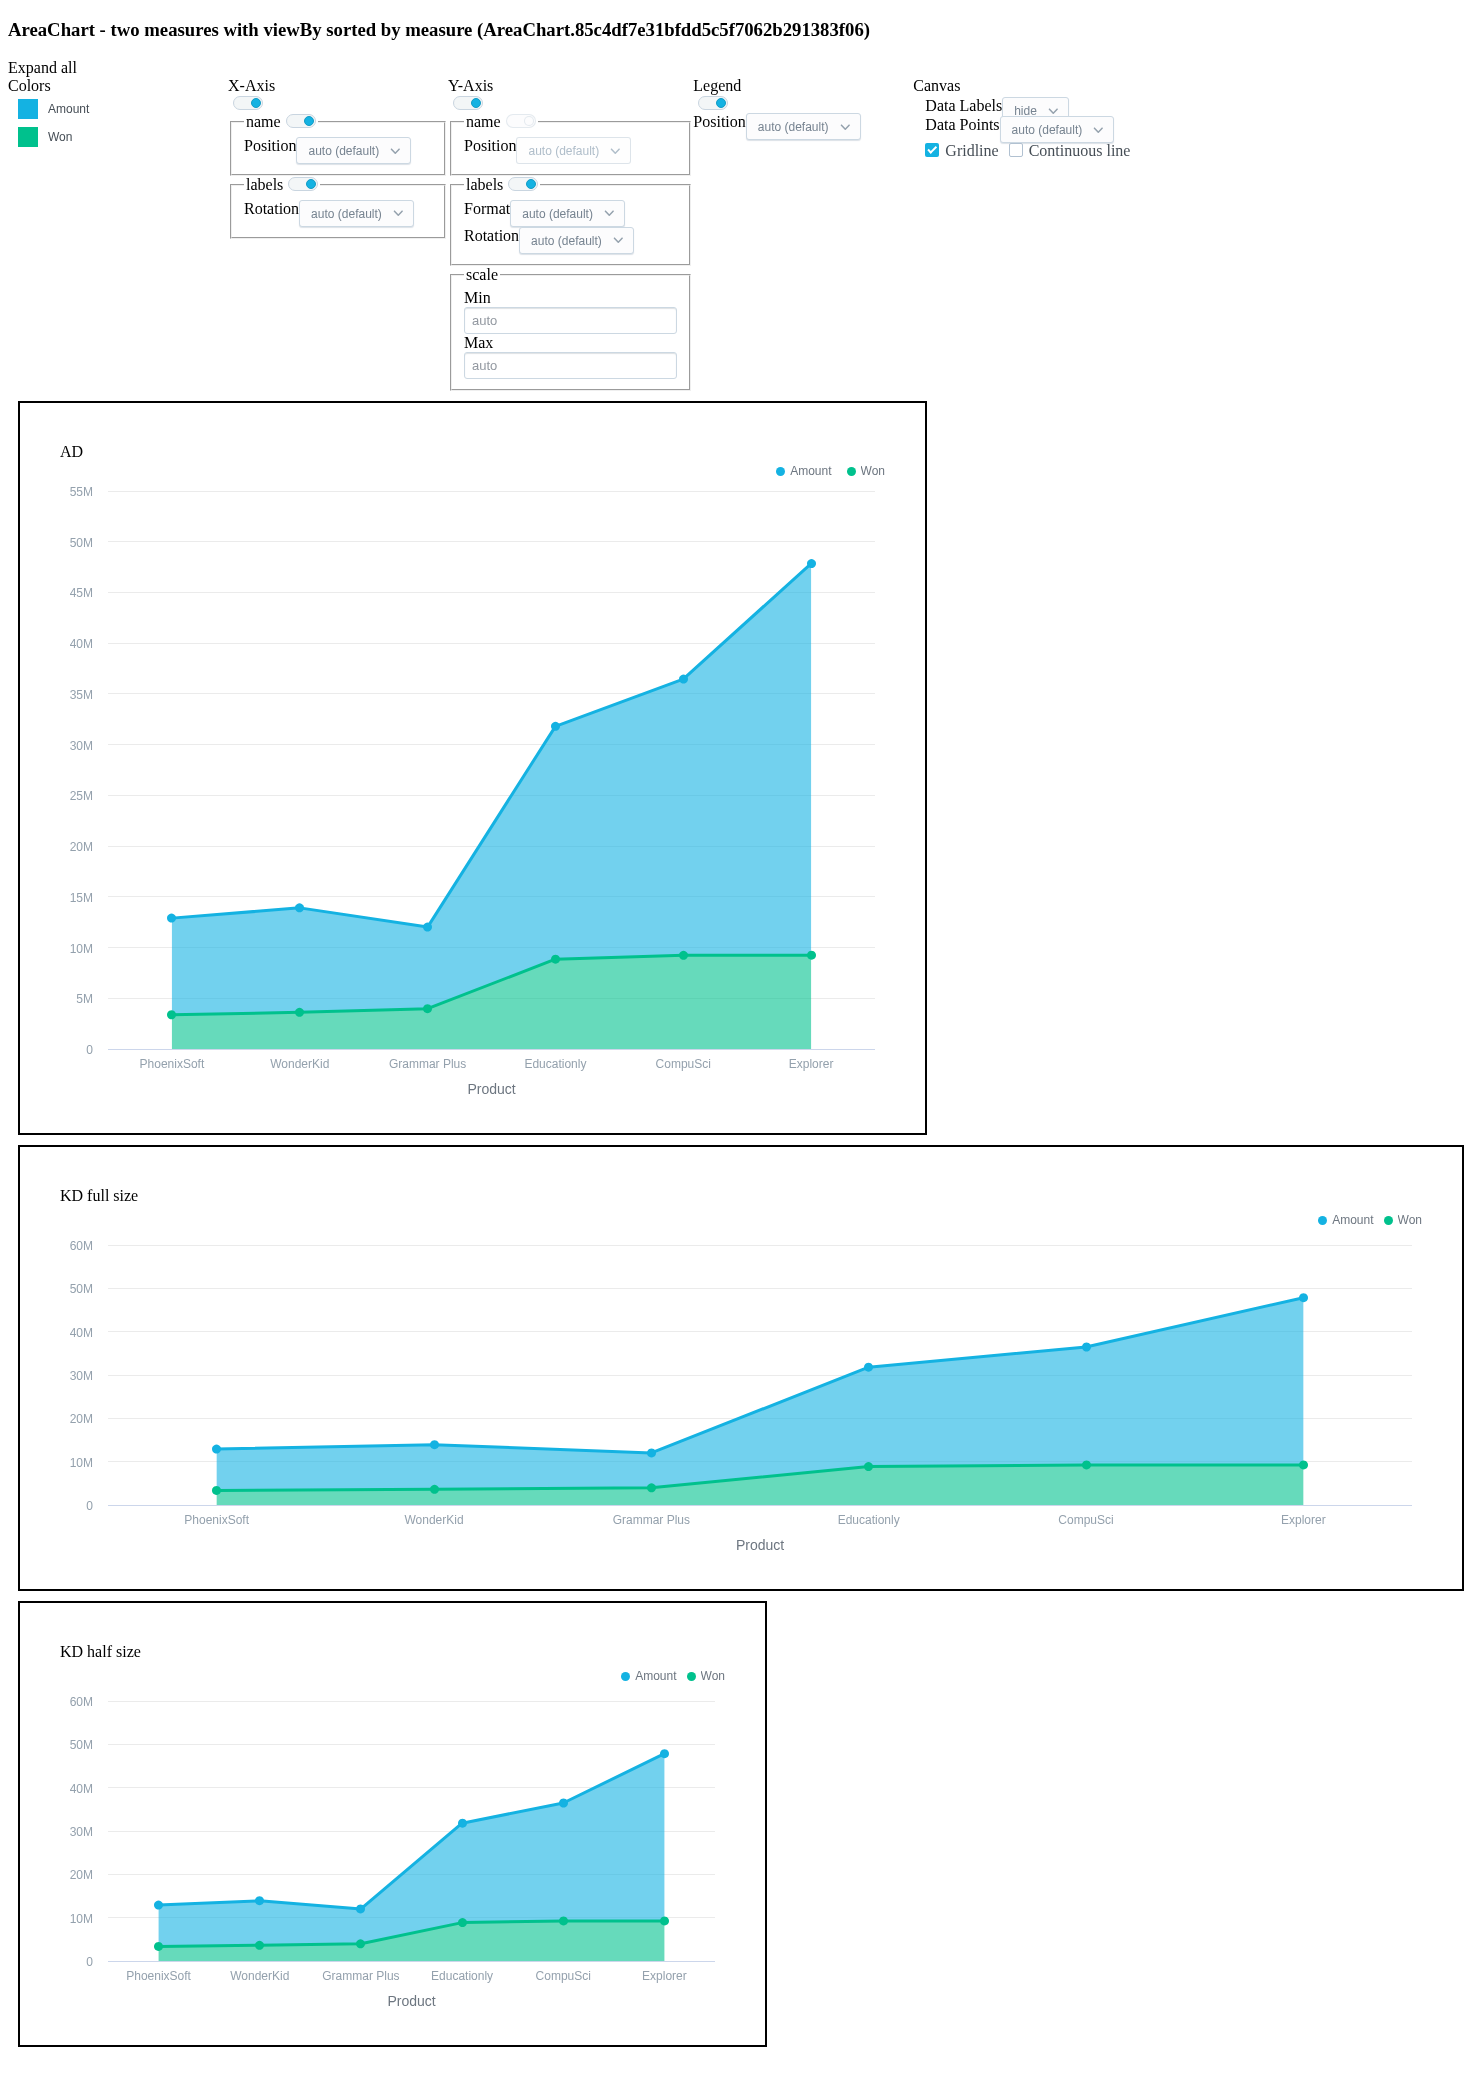 AreaChart - two measures with viewBy sorted by measure (AreaChart.85c4df7e31bfdd5c5f7062b291383f06)
Expand all
Colors
Amount
Won
X-Axis
name
Position auto (default)
labels
Rotation auto (default)
Y-Axis
name
Position auto (default)
labels
Format auto (default)
Rotation auto (default)
scale
Min
auto
Max
auto
Legend
Position auto (default)
Canvas
Data Labels hide
Data Points auto (default)
Gridline Continuous line
AD
Amount Won
55M
50M
45M
40M
35M
30M
25M
20M
15M
10M
5M
0
PhoenixSoft WonderKid Grammar Plus Educationly CompuSci Explorer
Product
KD full size
Amount Won
60M
50M
40M
30M
20M
10M
0
PhoenixSoft WonderKid Grammar Plus Educationly CompuSci Explorer
Product
KD half size
Amount Won
60M
50M
40M
30M
20M
10M
0
PhoenixSoft WonderKid Grammar Plus Educationly CompuSci Explorer
Product